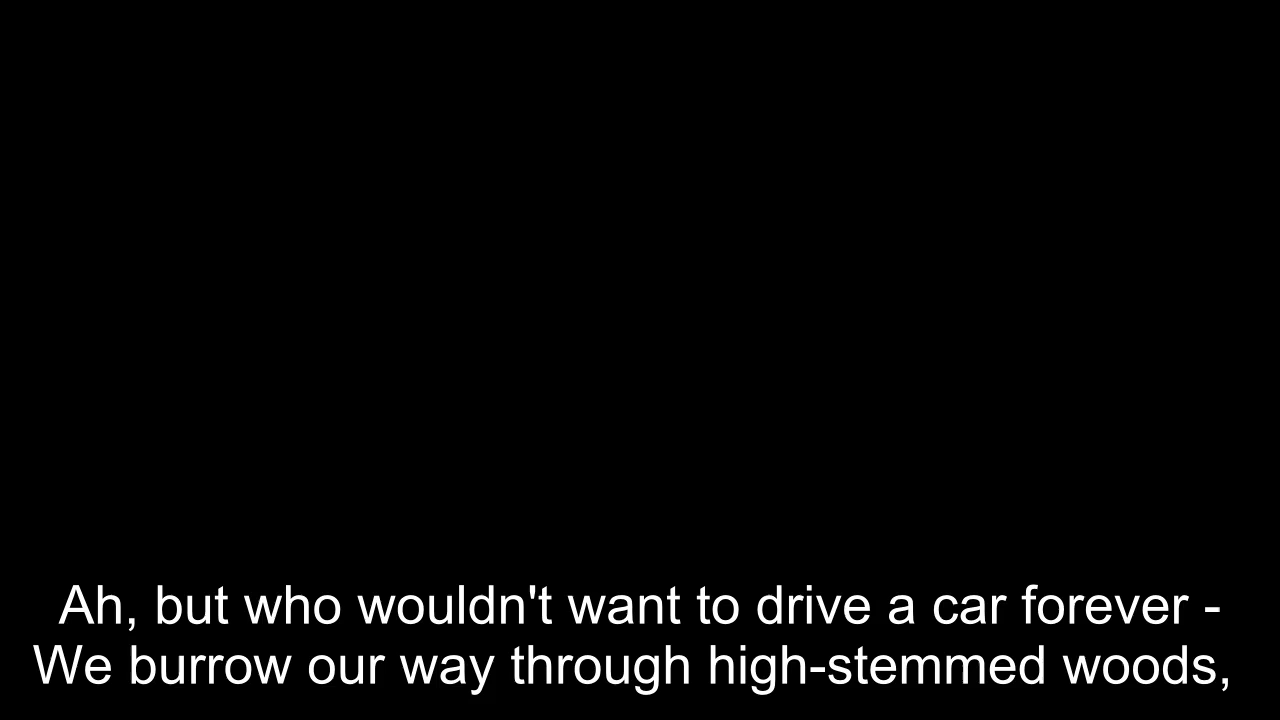 Ah, but who wouldn't want to drive a car forever -
We burrow our way through high-stemmed woods,